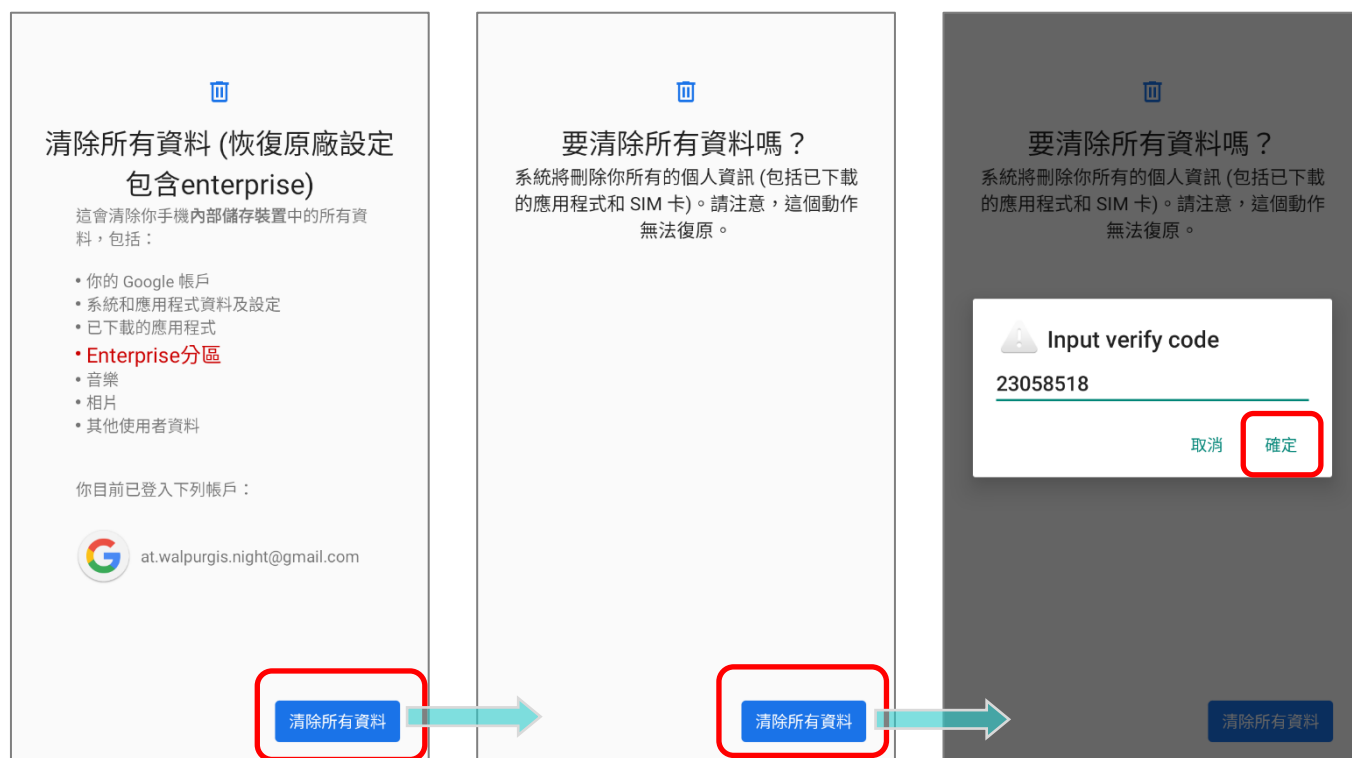 清除所有資料 (恢復原廠設定
包含enterprise)
這會清除你手機內部儲存裝置中的所有資
料，包括：
• 你的 Google 帳戶
• 系統和應用程式資料及設定
• 已下載的應用程式
• Enterprise分區
• 音樂
• 相片
• 其他使用者資料
你目前已登入下列帳戶：
at.walpurgis.night@gmail.com
清除所有資料
要清除所有資料嗎？
系統將刪除你所有的個人資訊 (包括已下載
的應用程式和 SIM 卡)。請注意，這個動作
無法復原。
清除所有資料
要清除所有資料嗎？
系統將刪除你所有的個人資訊 (包括已下載
的應用程式和 SIM 卡)。請注意，這個動作
無法復原。
Input verify code
23058518
取消 確定
清除所有資料